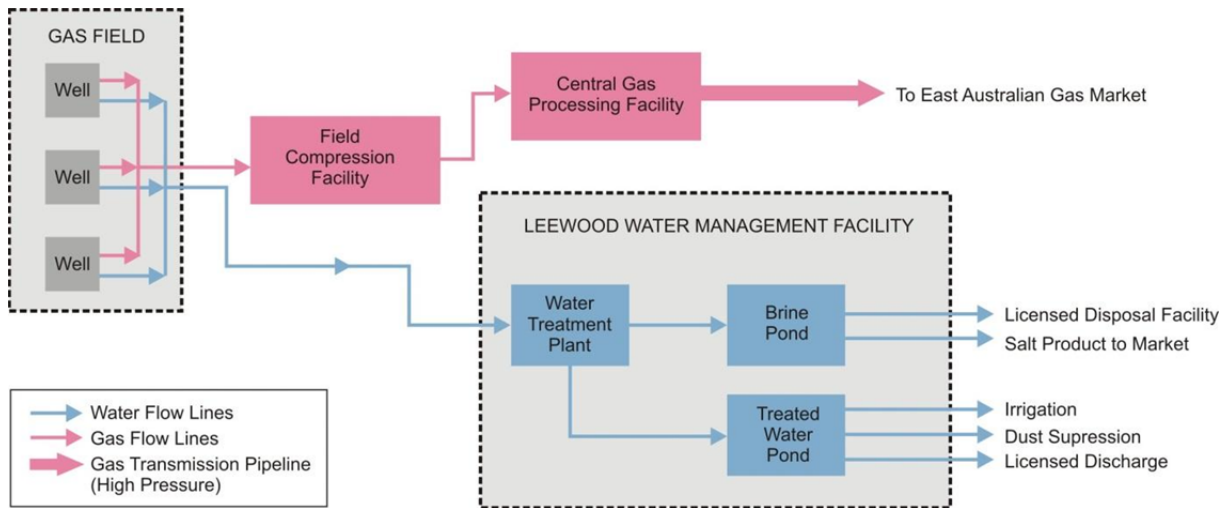 GAS FIELD
Well
Well
Well
Field
Compression
Facility
Central Gas
Processing Facility
To East Australian Gas Market
LEEWOOD WATER MANAGEMENT FACILITY
Water
Treatment
Plant
Brine
Pond
Licensed Disposal Facility
Salt Product to Market
Treated
Water
Pond
Irrigation
Dust Supression
Licensed Discharge
Water Flow Lines
Gas Flow Lines
Gas Transmission Pipeline
(High Pressure)